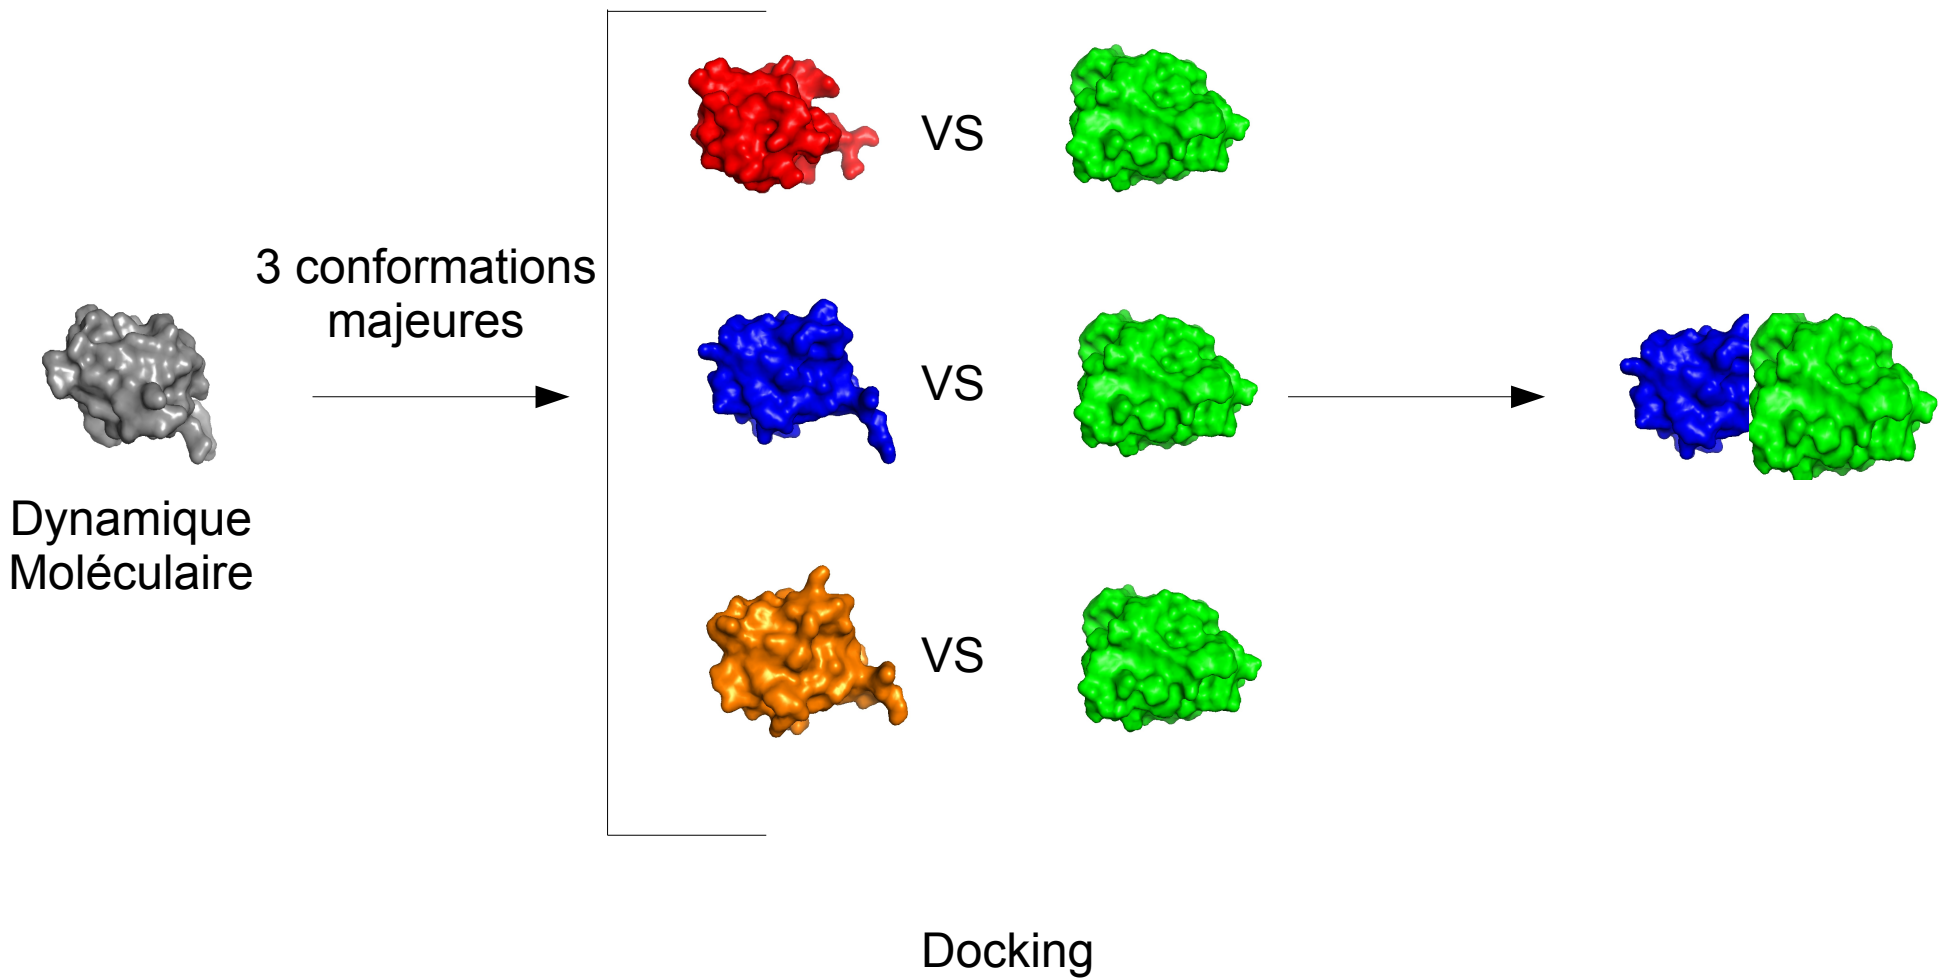 3 conformations
majeures
Dynamique
Moléculaire
VS
VS
VS
Docking